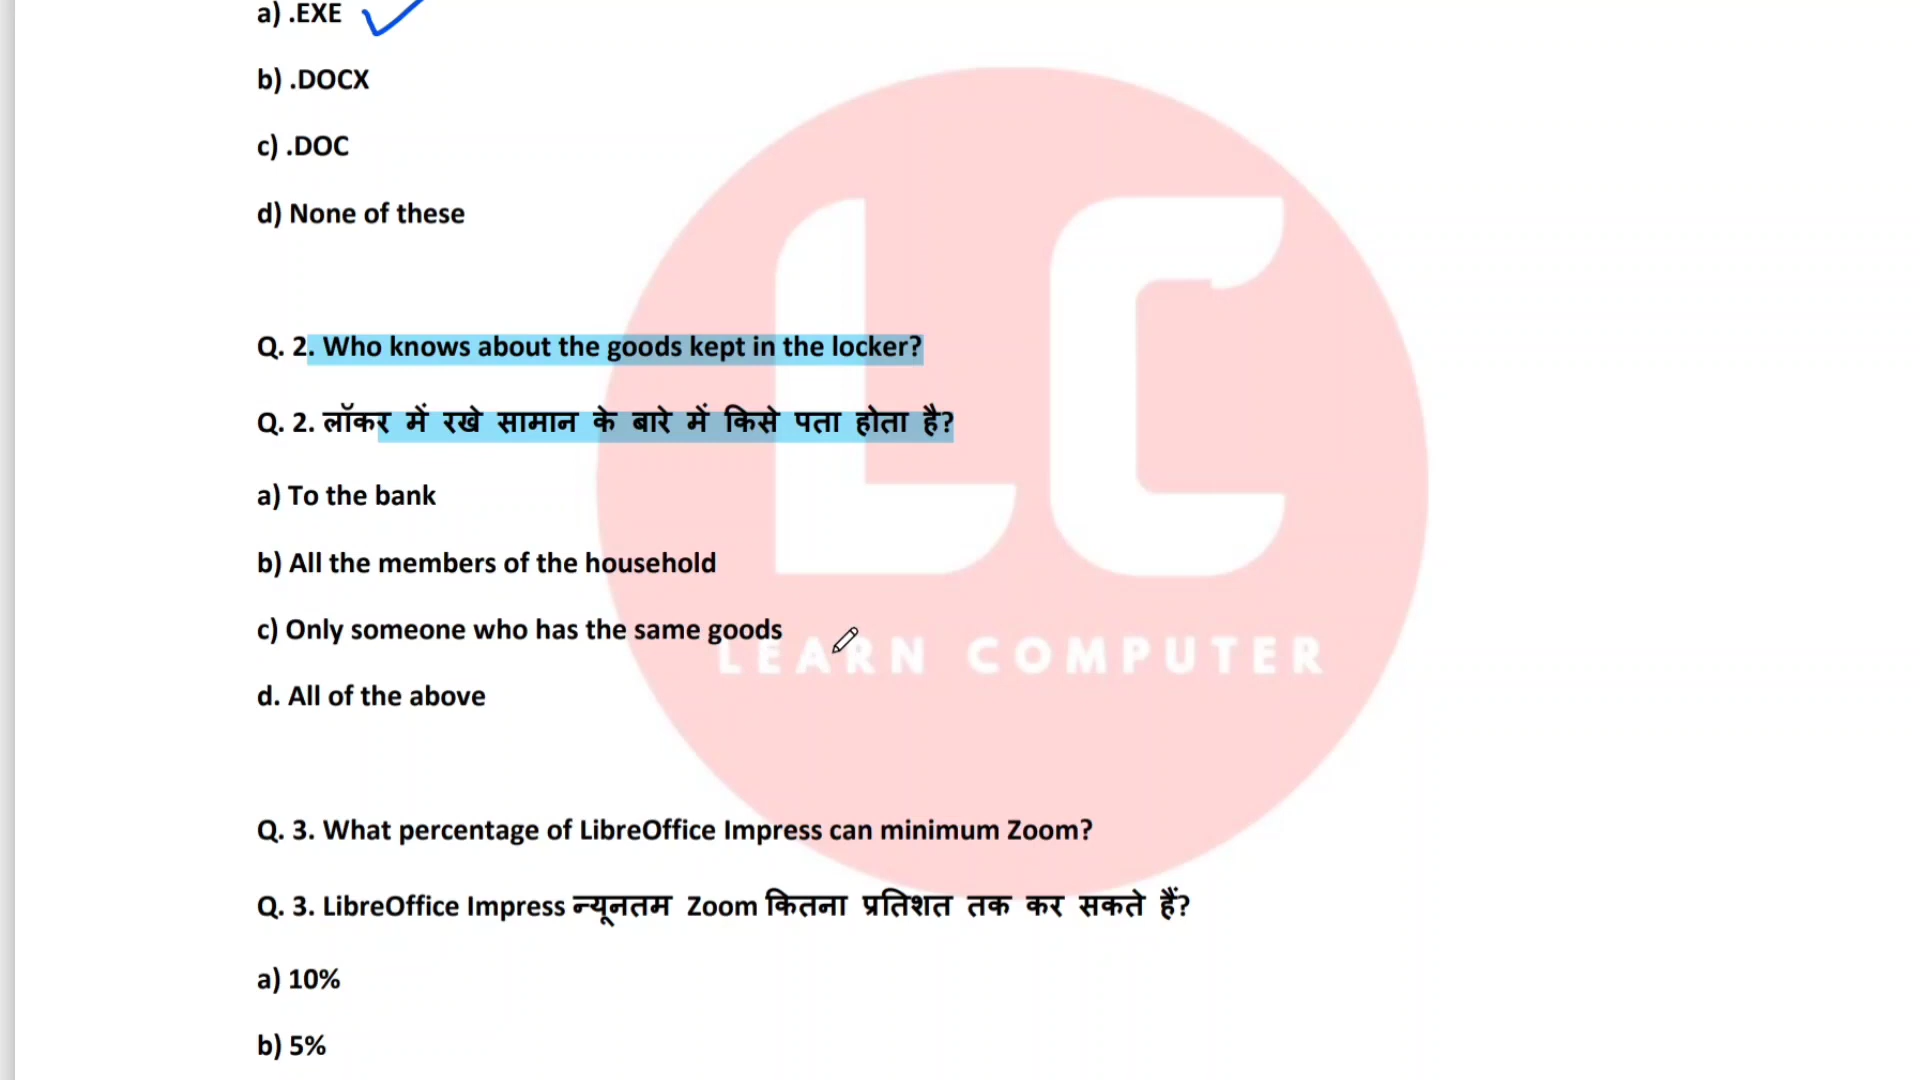 a) .EXE
b) .DOCX
c) .DOC
d) None of these
Q. 2. Who knows about the goods kept in the locker?
Q. 2. लॉकर में रखे सामान के बारे में किसे पता होता है?
a) To the bank
b) All the members of the household
c) Only someone who has the same goods
LEARN COMPUTER
d. All of the above
LC
Q. 3. What percentage of LibreOffice Impress can minimum Zoom?
Q. 3. LibreOffice Impress न्यूनतम Zoom कितना प्रतिशत तक कर सकते हैं?
a) 10%
b) 5%